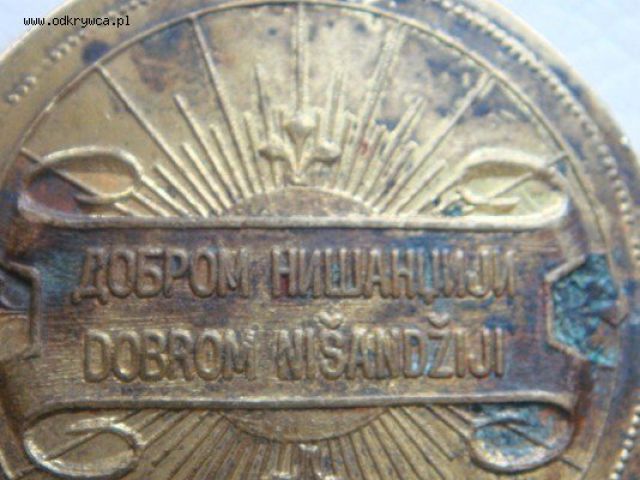 www.odkrywca.pl
ДОБРОМ НИШАНЏИЈИ
DOBROM NIŠANDŽIJI